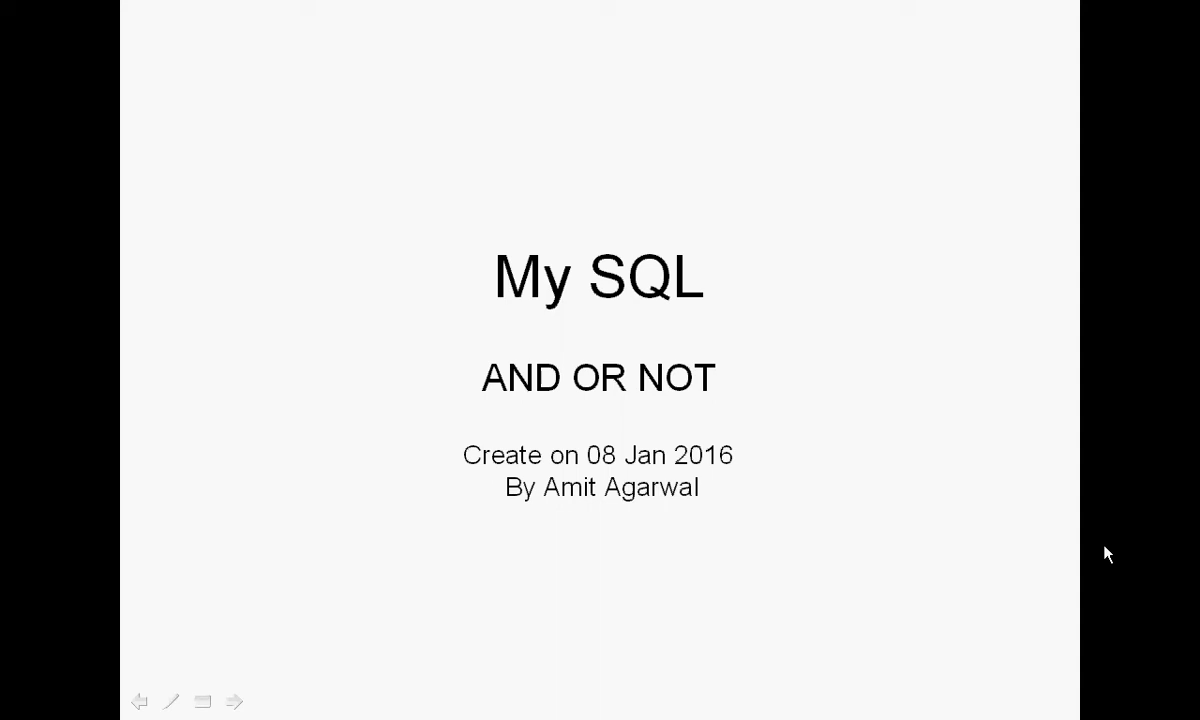 My SQL
AND OR NOT
Create on 08 Jan 2016
By Amit Agarwal